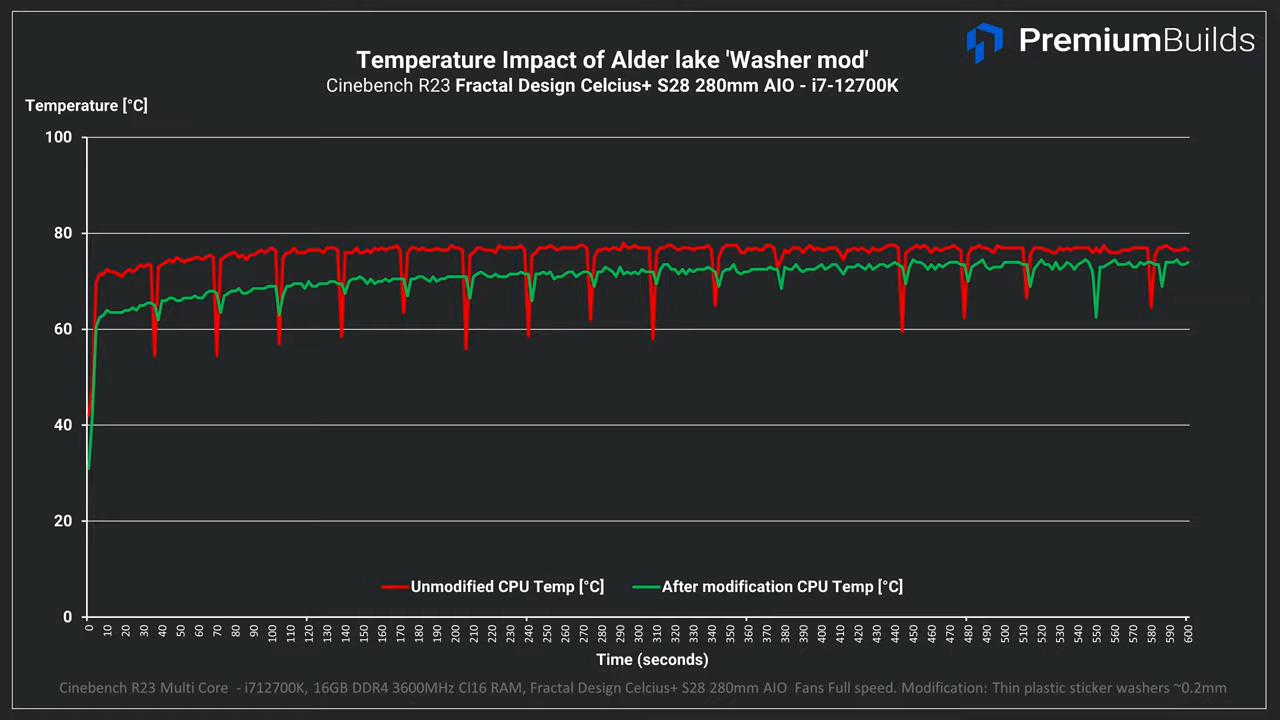 PremiumBuilds
Temperature Impact of Alder lake 'Washer mod'
Cinebench R23 Fractal Design Celcius+ S28 280mm AIO - i7-12700K
Temperature [°C]
100
80
60
40
20
0
Unmodified CPU Temp [°C] After modification CPU Temp [°C]
0 10 20 30 40 50 60 70 80 90 100 110 120 130 140 150 160 170 180 190 200 210 220 230 240 250 260 270 280 290 300 310 320 330 340 350 360 370 380 390 400 410 420 430 440 450 460 470 480 490 500 510 520 530 540 550 560 570 580 590 600
Time (seconds)
Cinebench R23 Multi Core - i712700K, 16GB DDR4 3600MHz Cl16 RAM, Fractal Design Celcius+ S28 280mm AIO Fans Full speed. Modification: Thin plastic sticker washers ~0.2mm